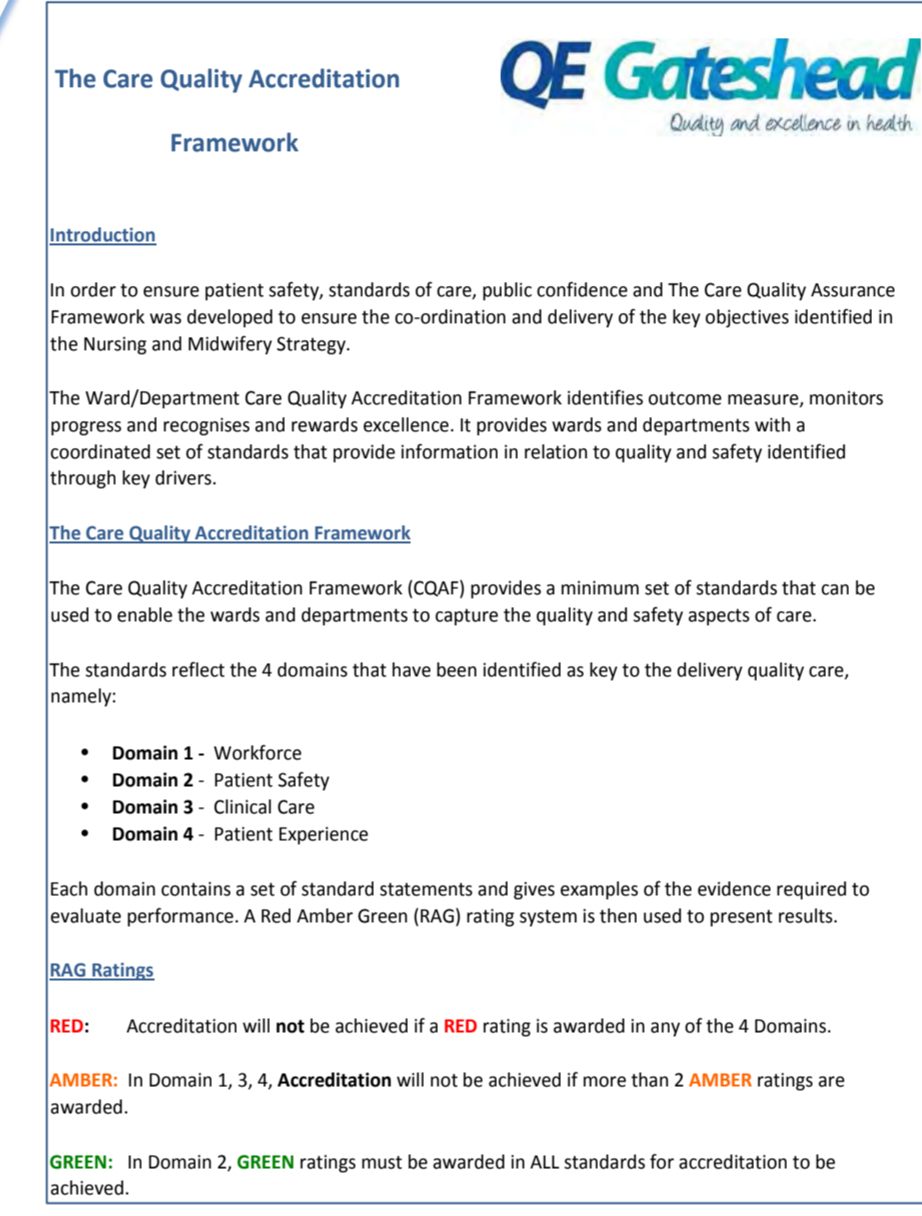 The Care Quality Accreditation
Framework
QE Gateshead
Quality and excellence in health
Introduction
In order to ensure patient safety, standards of care, public confidence and The Care Quality Assurance
Framework was developed to ensure the co-ordination and delivery of the key objectives identified in
the Nursing and Midwifery Strategy.
The Ward/Department Care Quality Accreditation Framework identifies outcome measure, monitors
progress and recognises and rewards excellence. It provides wards and departments with a
coordinated set of standards that provide information in relation to quality and safety identified
through key drivers.
The Care Quality Accreditation Framework
The Care Quality Accreditation Framework (CQAF) provides a minimum set of standards that can be
used to enable the wards and departments to capture the quality and safety aspects of care.
The standards reflect the 4 domains that have been identified as key to the delivery quality care,
namely:
• Domain 1 - Workforce
• Domain 2 - Patient Safety
• Domain 3 - Clinical Care
• Domain 4 - Patient Experience
Each domain contains a set of standard statements and gives examples of the evidence required to
evaluate performance. A Red Amber Green (RAG) rating system is then used to present results.
RAG Ratings
RED: Accreditation will not be achieved if a RED rating is awarded in any of the 4 Domains.
AMBER: In Domain 1, 3, 4, Accreditation will not be achieved if more than 2 AMBER ratings are
awarded.
GREEN: In Domain 2, GREEN ratings must be awarded in ALL standards for accreditation to be
achieved.